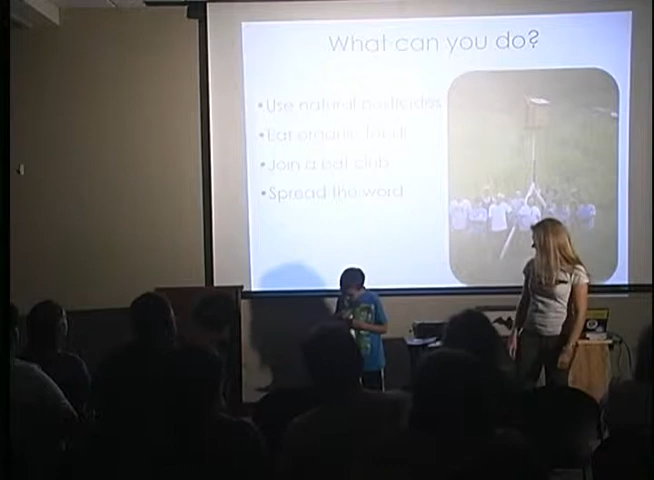 What can you do?
•Use natural pesticides
•Eat organic food
•Join a bat club
•Spread the word